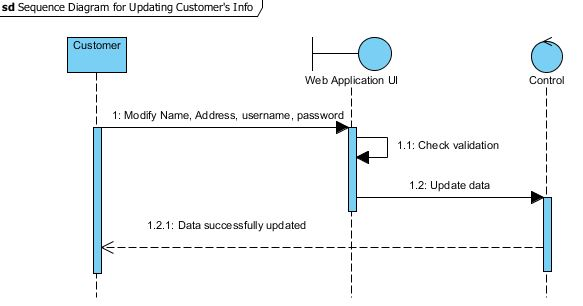 sd Sequence Diagram for Updating Customer's Info
Customer
Web Application UI
Control
1: Modify Name, Address, username, password
1.1: Check validation
1.2: Update data
1.2.1: Data successfully updated